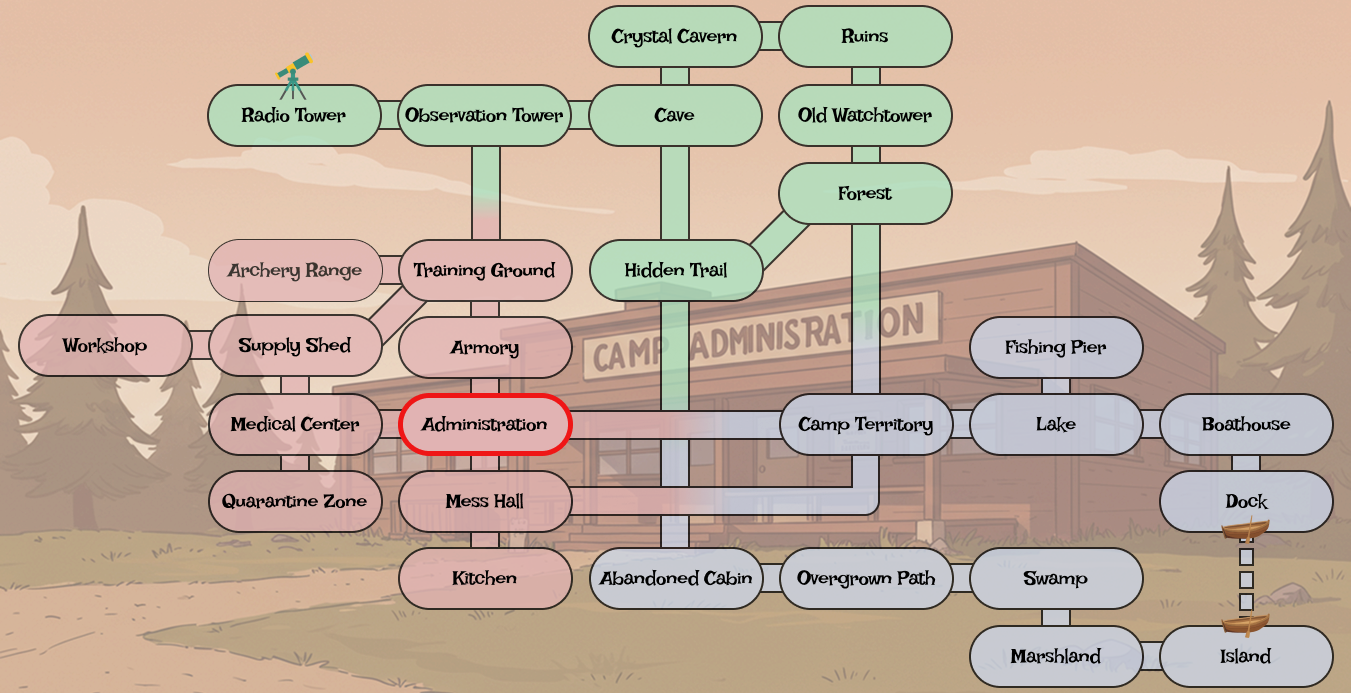 Crystal Cavern
Ruins
Radio Tower
Observation Tower
Cave
Old Watchtower
Forest
Archery Range
Training Ground
Hidden Trail
CAMP ADMINISTRATION
Workshop
Supply Shed
Armory
Fishing Pier
Medical Center
Administration
Camp Territory
Lake
Boathouse
Quarantine Zone
Mess Hall
Dock
Kitchen
Abandoned Cabin
Overgrown Path
Swamp
Marshland
Island